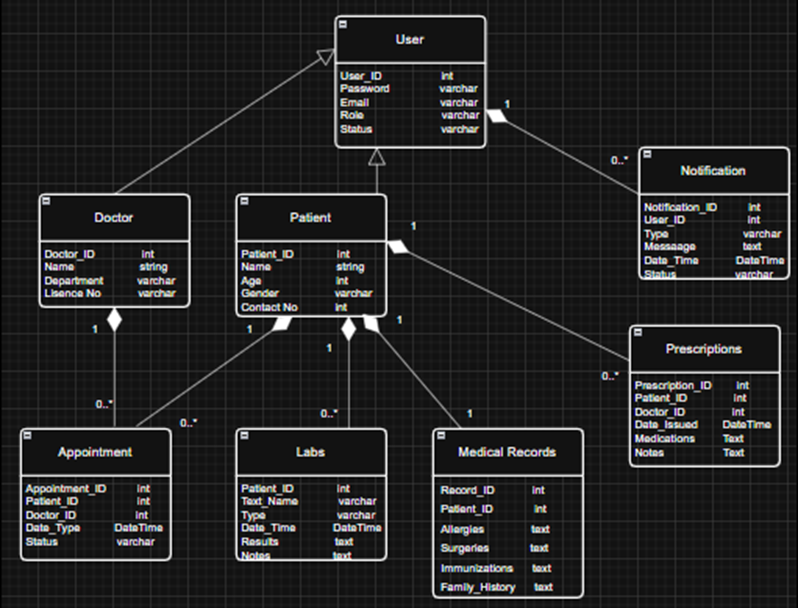 User
User_ID int
Password varchar
Email varchar
Role varchar
Status varchar
1
0..*
Notification
Notification_ID int
User_ID int
Type varchar
Messaage text
Date_Time DateTime
Status varchar
Doctor
Doctor_ID int
Name string
Department varchar
Lisence No varchar
Patient
Patient_ID int
Name string
Age int
Gender varchar
Contact No int
1
0..*
Prescriptions
Prescription_ID int
Patient_ID int
Doctor_ID int
Date_Issued DateTime
Medications Text
Notes Text
1
0..*
1
0..*
1
0..*
1
1
Appointment
Appointment_ID int
Patient_ID int
Doctor_ID int
Date_Type DateTime
Status varchar
Labs
Patient_ID int
Text_Name varchar
Type varchar
Date_Time DateTime
Results text
Notes text
Medical Records
Record_ID int
Patient_ID int
Allergies text
Surgeries text
Immunizations text
Family_History text